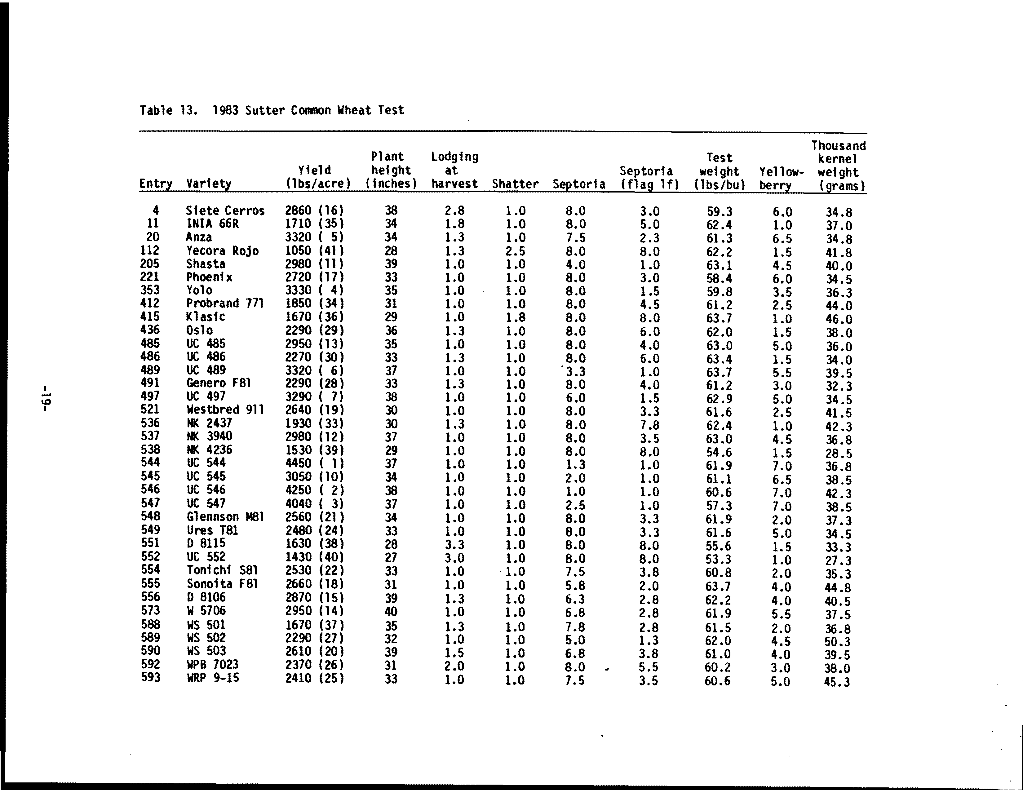 Table 13. 1983 Sutter Common Wheat Test
Thousand
Plant Lodging Test kernel
Yield height at Septoria weight Yellow- weight
Entry Variety (lbs/acre) (inches) harvest Shatter Septoria (flag lf) (lbs/bu) berry (grams)
4 Siete Cerros 2860 (16) 38 2.8 1.0 8.0 3.0 59.3 6.0 34.8
11 INIA 66R 1710 (35) 34 1.8 1.0 8.0 5.0 62.4 1.0 37.0
20 Anza 3320 ( 5) 34 1.3 1.0 7.5 2.3 61.3 6.5 34.8
112 Yecora Rojo 1050 (41) 28 1.3 2.5 8.0 8.0 62.2 1.5 41.8
205 Shasta 2980 (11) 39 1.0 1.0 4.0 1.0 63.1 4.5 40.0
221 Phoenix 2720 (17) 33 1.0 1.0 8.0 3.0 58.4 6.0 34.5
353 Yolo 3330 ( 4) 35 1.0 1.0 8.0 1.5 59.8 3.5 36.3
412 Probrand 771 1850 (34) 31 1.0 1.0 8.0 4.5 61.2 2.5 44.0
415 Klasic 1670 (36) 29 1.0 1.8 8.0 8.0 63.7 1.0 46.0
436 Oslo 2290 (29) 36 1.3 1.0 8.0 6.0 62.0 1.5 38.0
485 UC 485 2950 (13) 35 1.0 1.0 8.0 4.0 63.0 5.0 36.0
486 UC 486 2270 (30) 33 1.3 1.0 8.0 6.0 63.4 1.5 34.0
489 UC 489 3320 ( 6) 37 1.0 1.0 3.3 1.0 63.7 5.5 39.5
491 Genero F81 2290 (28) 33 1.3 1.0 8.0 4.0 61.2 3.0 32.3
497 UC 497 3290 ( 7) 38 1.0 1.0 6.0 1.5 62.9 5.0 34.5
521 Westbred 911 2640 (19) 30 1.0 1.0 8.0 3.3 61.6 2.5 41.5
536 NK 2437 1930 (33) 30 1.3 1.0 8.0 7.8 62.4 1.0 42.3
537 NK 3940 2980 (12) 37 1.0 1.0 8.0 3.5 63.0 4.5 36.8
538 NK 4236 1530 (39) 29 1.0 1.0 8.0 8.0 54.6 1.5 28.5
544 UC 544 4450 ( 1) 37 1.0 1.0 1.3 1.0 61.9 7.0 36.8
545 UC 545 3050 (10) 34 1.0 1.0 2.0 1.0 61.1 6.5 38.5
546 UC 546 4250 ( 2) 38 1.0 1.0 1.0 1.0 60.6 7.0 42.3
547 UC 547 4040 ( 3) 37 1.0 1.0 2.5 1.0 57.3 7.0 38.5
548 Glennson M81 2560 (21) 34 1.0 1.0 8.0 3.3 61.9 2.0 37.3
549 Ures T81 2480 (24) 33 1.0 1.0 8.0 3.3 61.6 5.0 34.5
551 D 8115 1630 (38) 28 3.3 1.0 8.0 8.0 55.6 1.5 33.3
552 UC 552 1430 (40) 27 3.0 1.0 8.0 8.0 53.3 1.0 27.3
554 Tonichi S81 2530 (22) 33 1.0 1.0 7.5 3.8 60.8 2.0 35.3
555 Sonoita F81 2660 (18) 31 1.0 1.0 5.8 2.0 63.7 4.0 44.8
556 D 8106 2870 (15) 39 1.3 1.0 6.3 2.8 62.2 4.0 40.5
573 W 5706 2950 (14) 40 1.0 1.0 6.8 2.8 61.9 5.5 37.5
588 WS 501 1670 (37) 35 1.3 1.0 7.8 2.8 61.5 2.0 36.8
589 WS 502 2290 (27) 32 1.0 1.0 5.0 1.3 62.0 4.5 50.3
590 WS 503 2610 (20) 39 1.5 1.0 6.8 3.8 61.0 4.0 39.5
592 WPB 7023 2370 (26) 31 2.0 1.0 8.0 5.5 60.2 3.0 38.0
593 WRP 9-15 2410 (25) 33 1.0 1.0 7.5 3.5 60.6 5.0 45.3
-19-